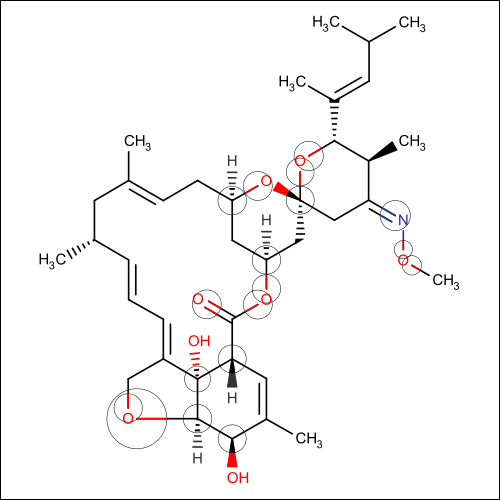 H₃C CH₃
H₃C
CH₃
CH₃
H O
O
H N
H₃C O
CH₃
O O
OH
H
O CH₃
H
OH